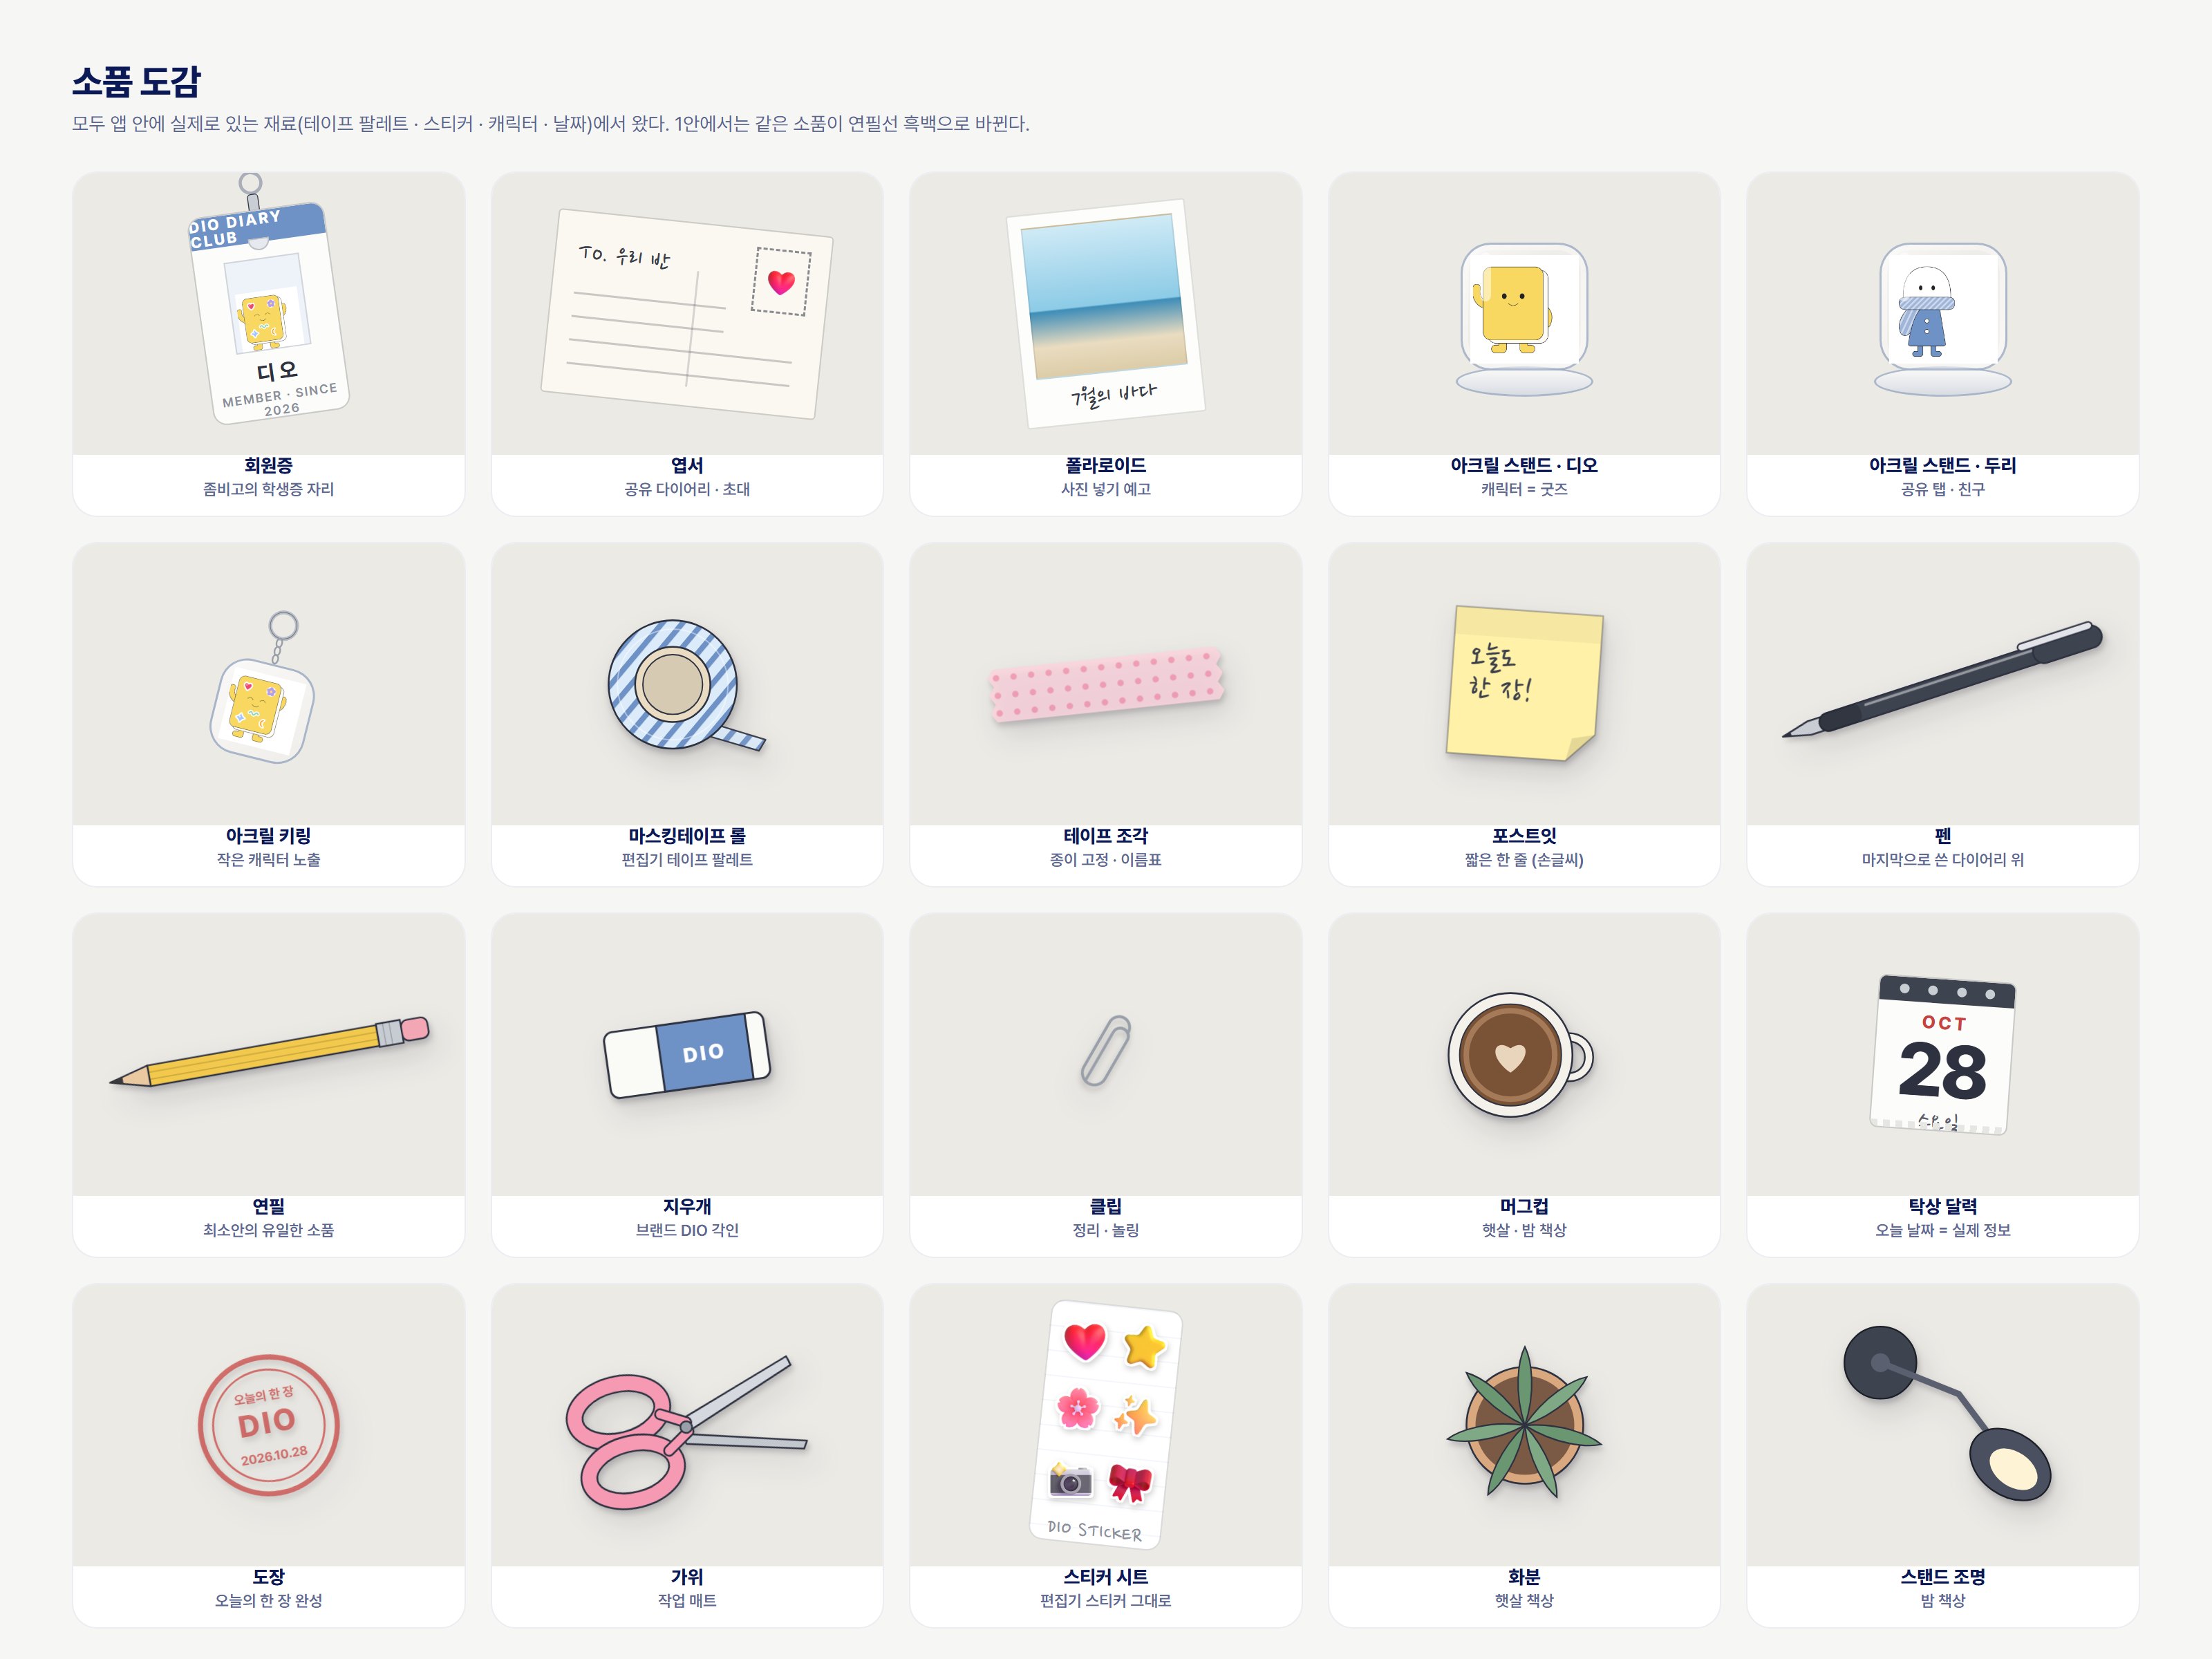 소품 도감
모두 앱 안에 실제로 있는 재료(테이프 팔레트 · 스티커 · 캐릭터 · 날짜)에서 왔다. 1안에서는 같은 소품이 연필선 흑백으로 바뀐다.
DIO DIARY
CLUB
디오
MEMBER · SINCE
2026
회원증
좀비고의 학생증 자리
TO. 우리 반
엽서
공유 다이어리 · 초대
7월의 바다
폴라로이드
사진 넣기 예고
아크릴 스탠드 · 디오
캐릭터 = 굿즈
아크릴 스탠드 · 두리
공유 탭 · 친구
아크릴 키링
작은 캐릭터 노출
마스킹테이프 롤
편집기 테이프 팔레트
테이프 조각
종이 고정 · 이름표
오늘도
한 장!
포스트잇
짧은 한 줄 (손글씨)
펜
마지막으로 쓴 다이어리 위
연필
최소안의 유일한 소품
DIO
지우개
브랜드 DIO 각인
클립
정리 · 눌림
머그컵
햇살 · 밤 책상
OCT
28
수요일
탁상 달력
오늘 날짜 = 실제 정보
오늘의 한 장
DIO
2026.10.28
도장
오늘의 한 장 완성
가위
작업 매트
DIO STICKER
스티커 시트
편집기 스티커 그대로
화분
햇살 책상
스탠드 조명
밤 책상